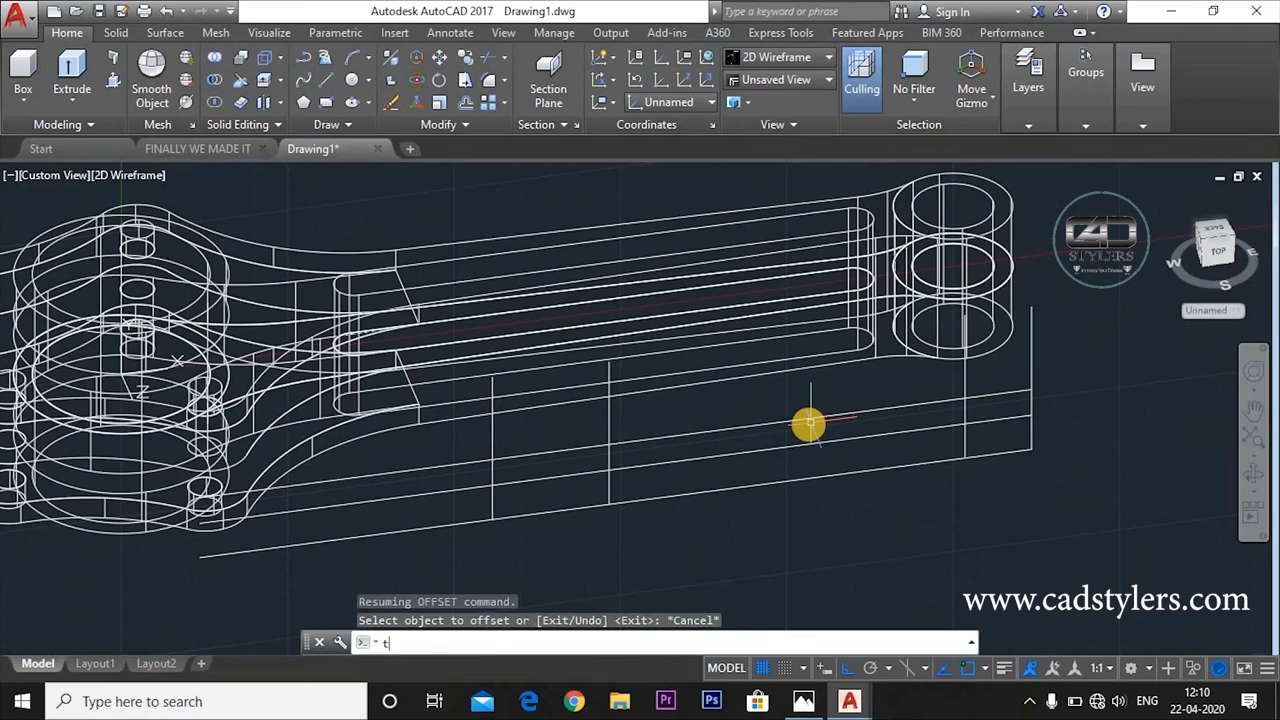 Autodesk AutoCAD 2017 Drawing1.dwg
Type a keyword or phrase
Sign In
Home Solid Surface Mesh Visualize Parametric Insert Annotate View Manage Output Add-ins A360 Express Tools Featured Apps BIM 360 Performance
2D Wireframe
Unsaved View
Unnamed
Box
Extrude
Smooth
Object
Section
Plane
Culling
No Filter
Move
Gizmo
Layers
Groups
View
Modeling
Mesh
Solid Editing
Draw
Modify
Section
Coordinates
View
Selection
Start
FINALLY WE MADE IT
Drawing1*
[−][Custom View][2D Wireframe]
CAD
STYLERS
BACK
TOP
W
E
S
Unnamed
Z
X
www.cadstylers.com
Resuming OFFSET command.
Select object to offset or [Exit/Undo] <Exit>: *Cancel*
t
Model
Layout1
Layout2
MODEL
1:1
Type here to search
Pr
Ps
A
ENG
12:10
22-04-2020